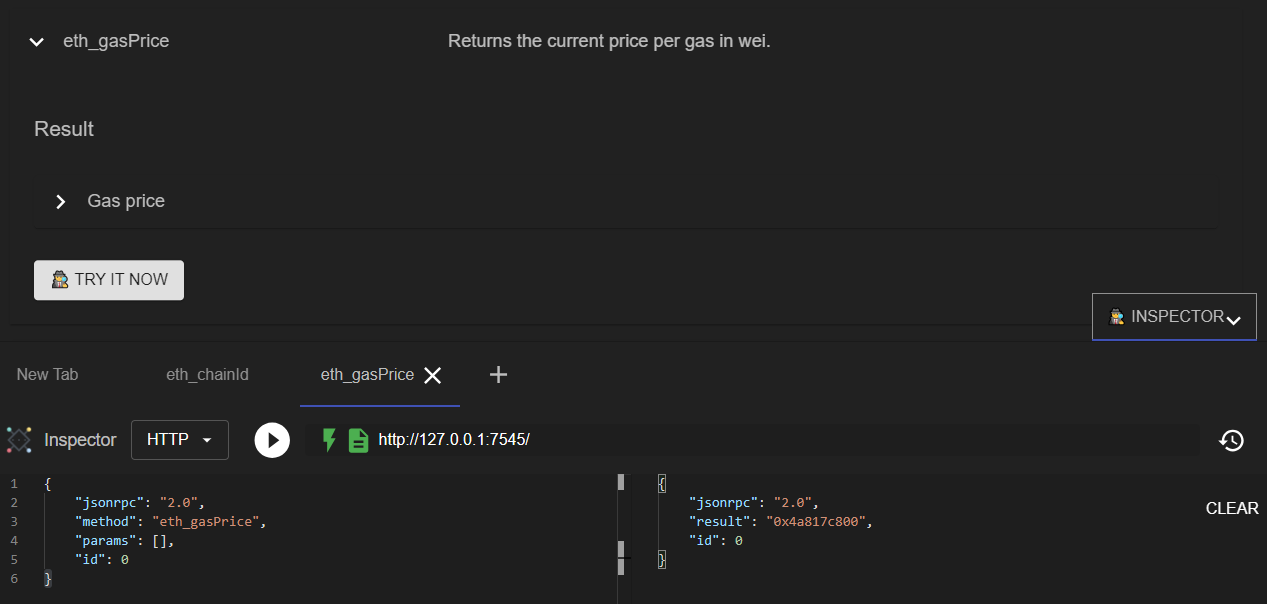 eth_gasPrice Returns the current price per gas in wei.
Result
Gas price
TRY IT NOW
INSPECTOR
New Tab eth_chainId eth_gasPrice
Inspector HTTP http://127.0.0.1:7545/
1 {
2 "jsonrpc": "2.0",
3 "method": "eth_gasPrice",
4 "params": [],
5 "id": 0
6 }
{
"jsonrpc": "2.0",
"result": "0x4a817c800",
"id": 0
}
CLEAR